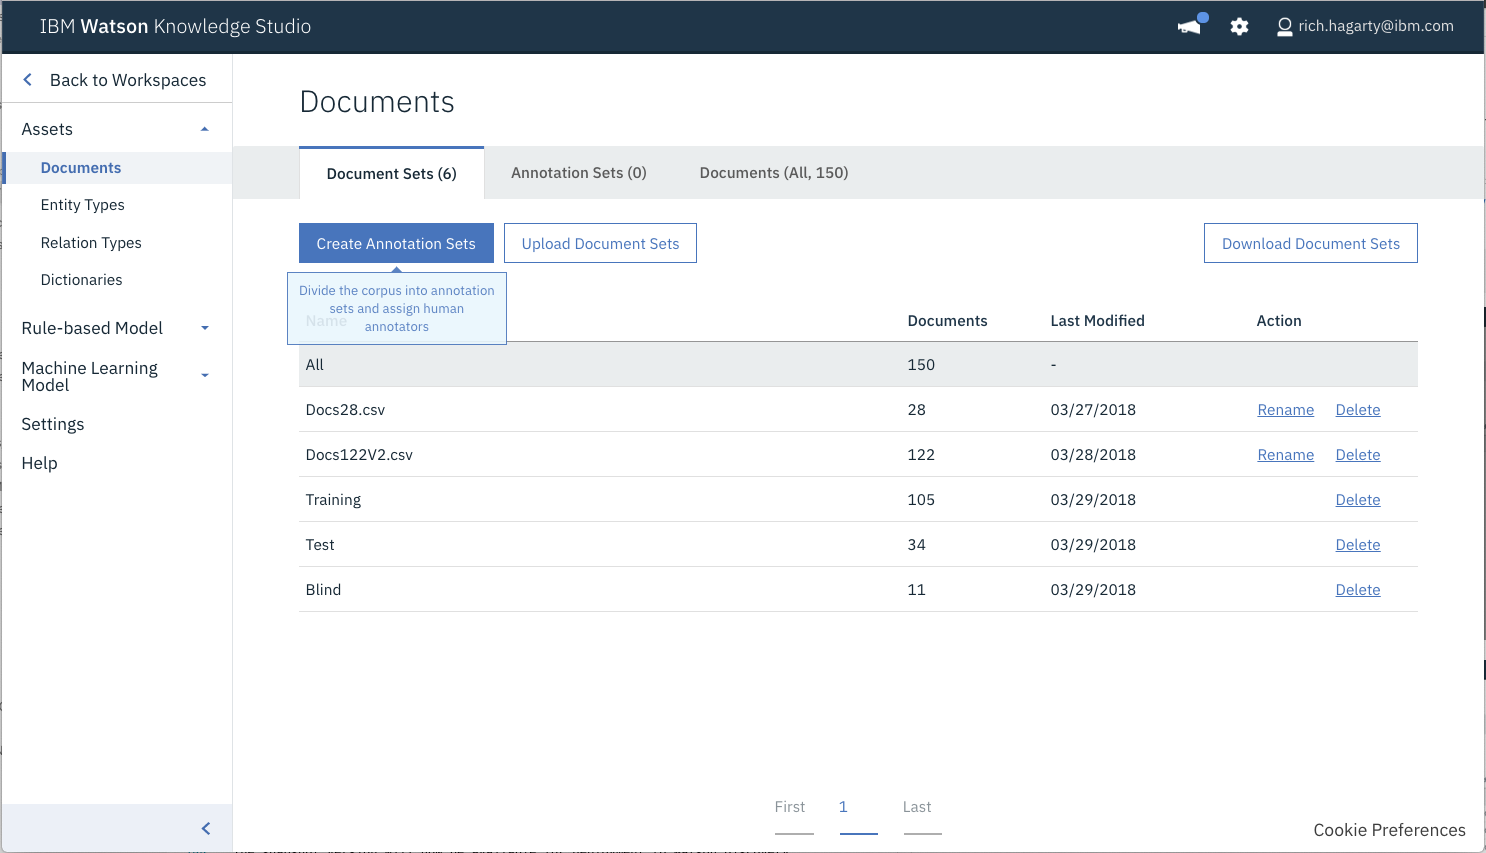 IBM Watson Knowledge Studio
rich.hagarty@ibm.com
Back to Workspaces
Assets
Documents
Entity Types
Relation Types
Dictionaries
Rule-based Model
Machine Learning
Model
Settings
Help
Documents
Document Sets (6)
Annotation Sets (0)
Documents (All, 150)
Create Annotation Sets
Upload Document Sets
Download Document Sets
Divide the corpus into annotation
sets and assign human
annotators
Name Documents Last Modified Action
All 150 -
Docs28.csv 28 03/27/2018 Rename Delete
Docs122V2.csv 122 03/28/2018 Rename Delete
Training 105 03/29/2018 Delete
Test 34 03/29/2018 Delete
Blind 11 03/29/2018 Delete
First 1 Last
Cookie Preferences